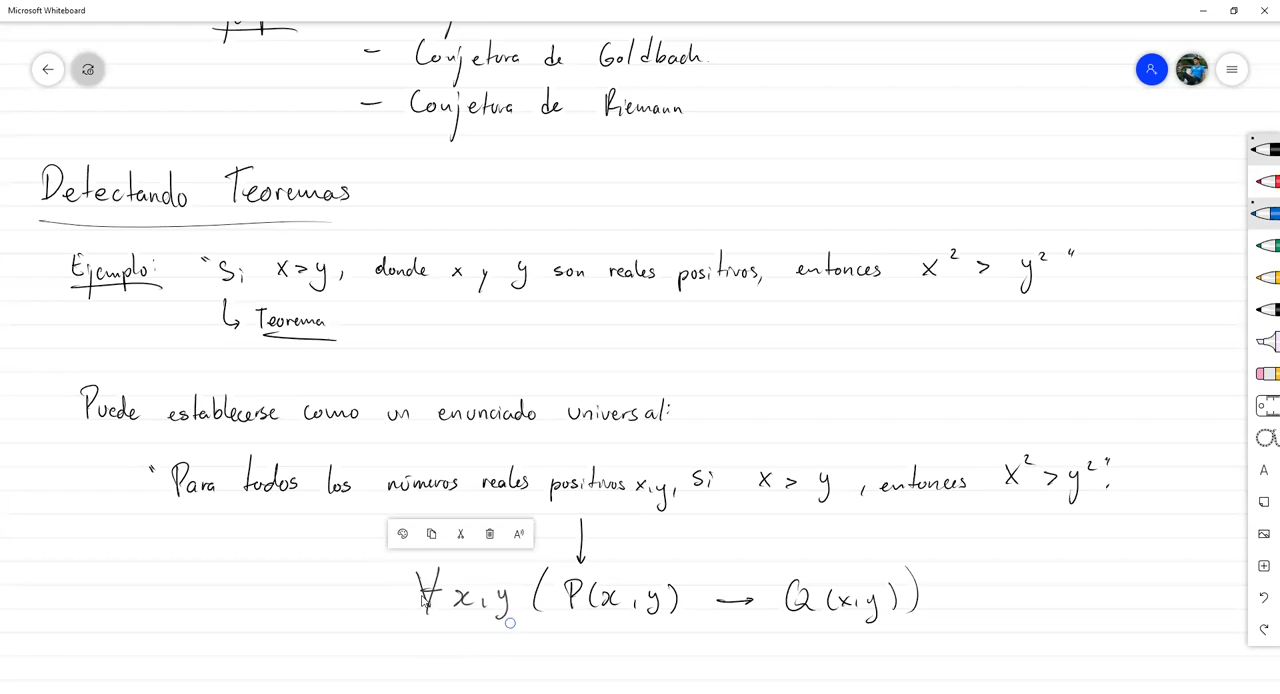 Microsoft Whiteboard
- Conjetura de Goldbach.
- Conjetura de Riemann
Detectando Teoremas
Ejemplo: "Si x > y, donde x y y son reales positivos, entonces x² > y²"
↳ Teorema
Puede establecerse como un enunciado universal:
"Para todos los números reales positivos x, y, si x > y, entonces x² > y²".
∀ x, y (P(x, y) → Q(x, y))